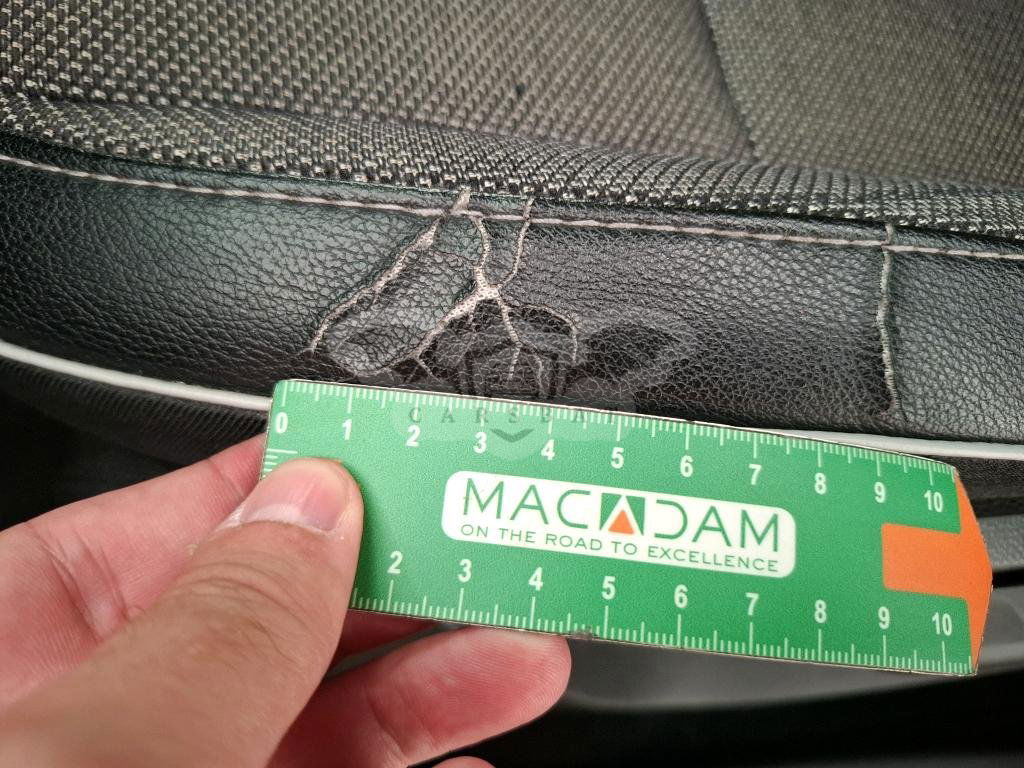 CARSBA
0 1 2 3 4 5 6 7 8 9 10
MACADAM
ON THE ROAD TO EXCELLENCE
2 3 4 5 6 7 8 9 10